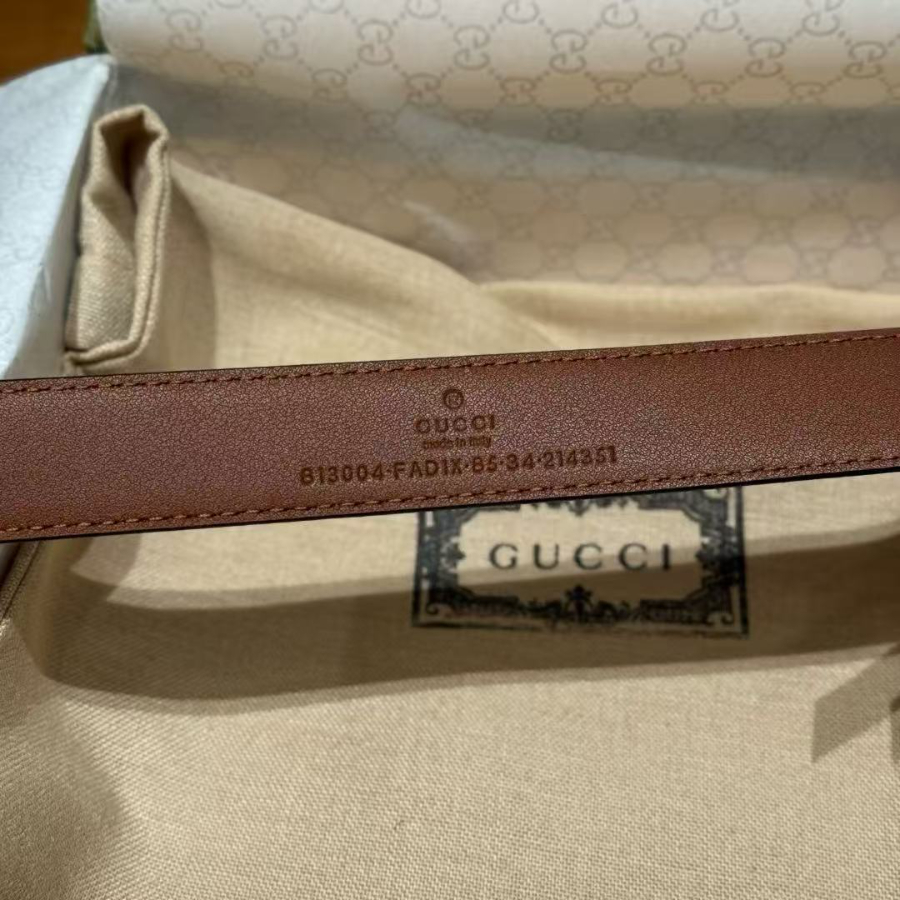 ®
GUCCI
made in Italy
613004·FADIX·85·34·214351
GUCCI